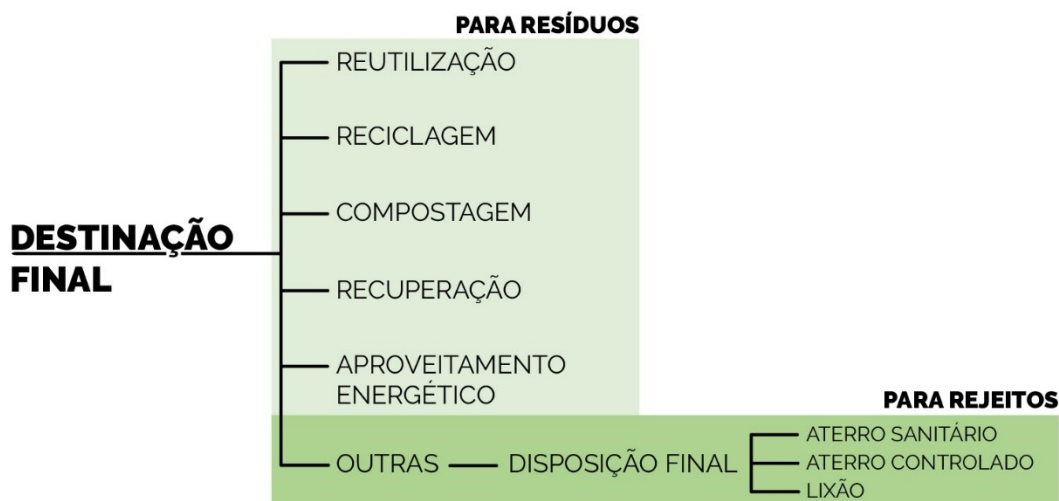 PARA RESÍDUOS
REUTILIZAÇÃO
RECICLAGEM
COMPOSTAGEM
DESTINAÇÃO
FINAL
RECUPERAÇÃO
APROVEITAMENTO
ENERGÉTICO
PARA REJEITOS
OUTRAS
DISPOSIÇÃO FINAL
ATERRO SANITÁRIO
ATERRO CONTROLADO
LIXÃO